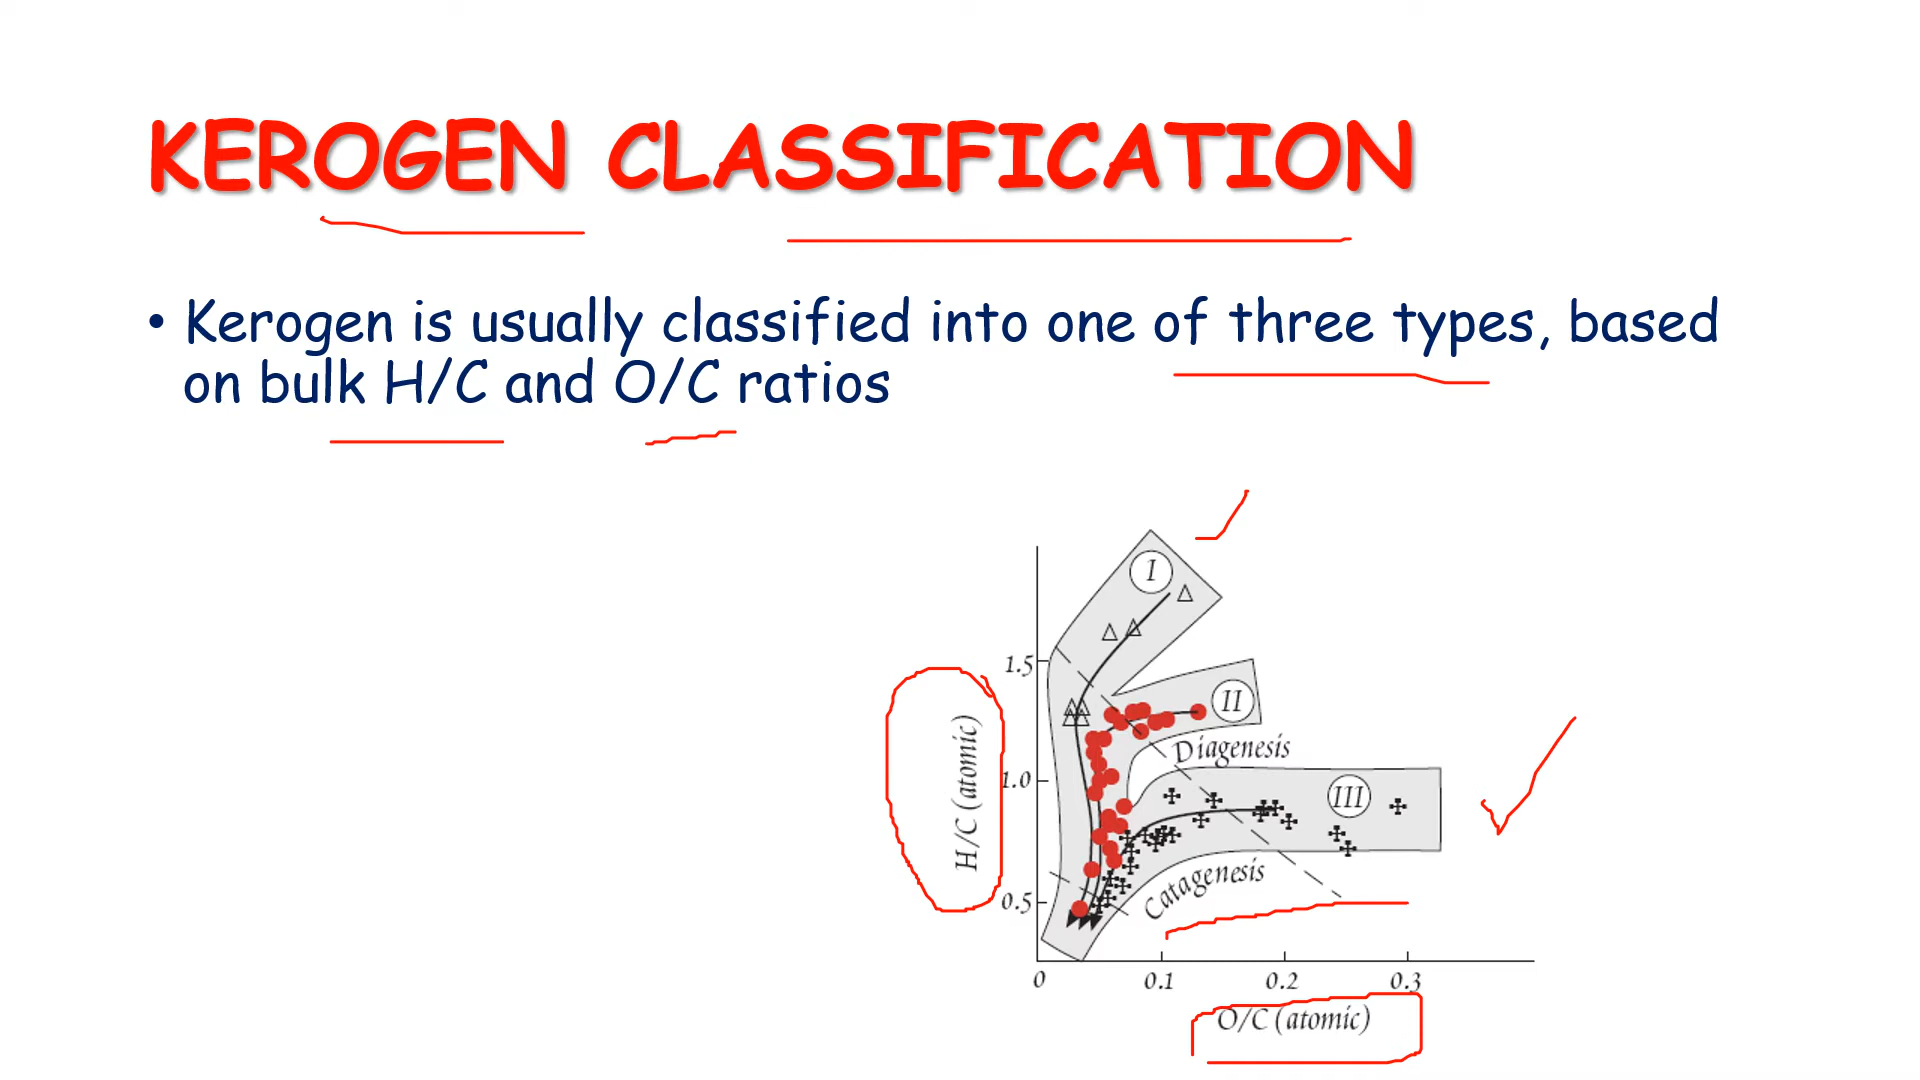 KEROGEN CLASSIFICATION
• Kerogen is usually classified into one of three types, based
on bulk H/C and O/C ratios
I
1.5
II
Diagenesis
1.0
III
H/C (atomic)
Catagenesis
0.5
0 0.1 0.2 0.3
O/C (atomic)